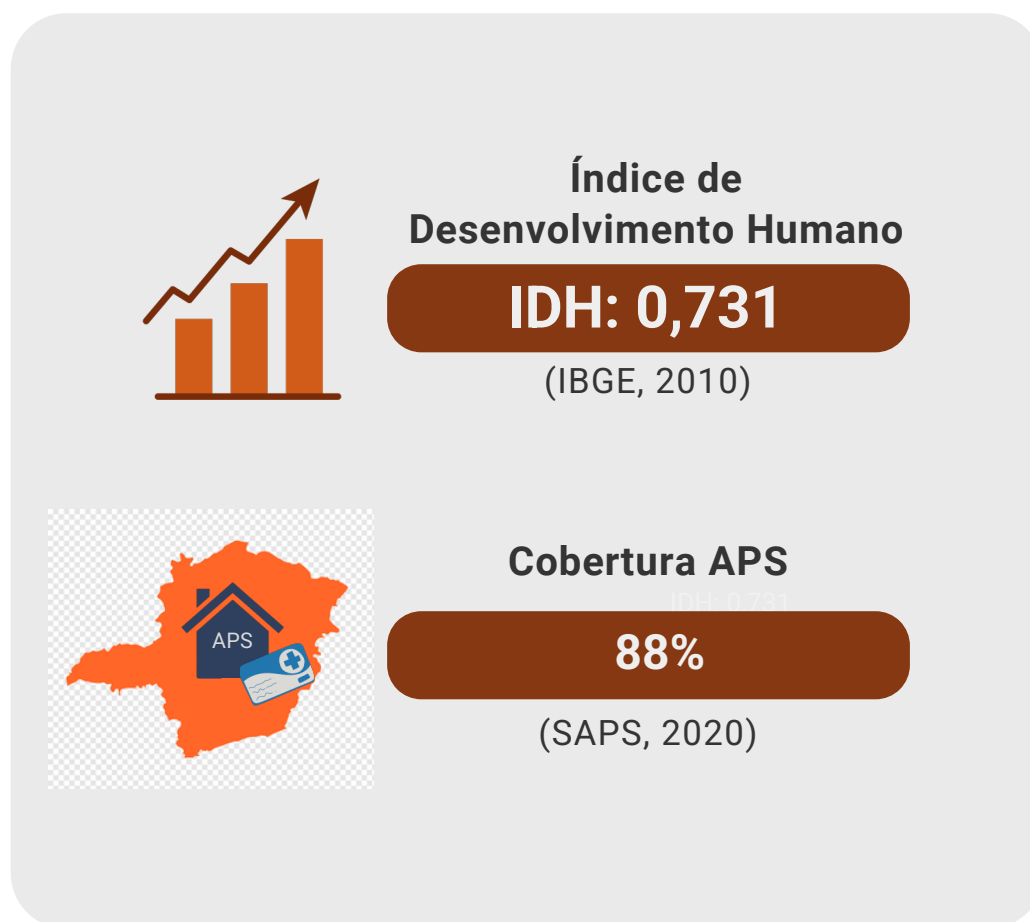 Índice de
Desenvolvimento Humano
IDH: 0,731
(IBGE, 2010)
Cobertura APS
IDH: 0,731
88%
APS
(SAPS, 2020)